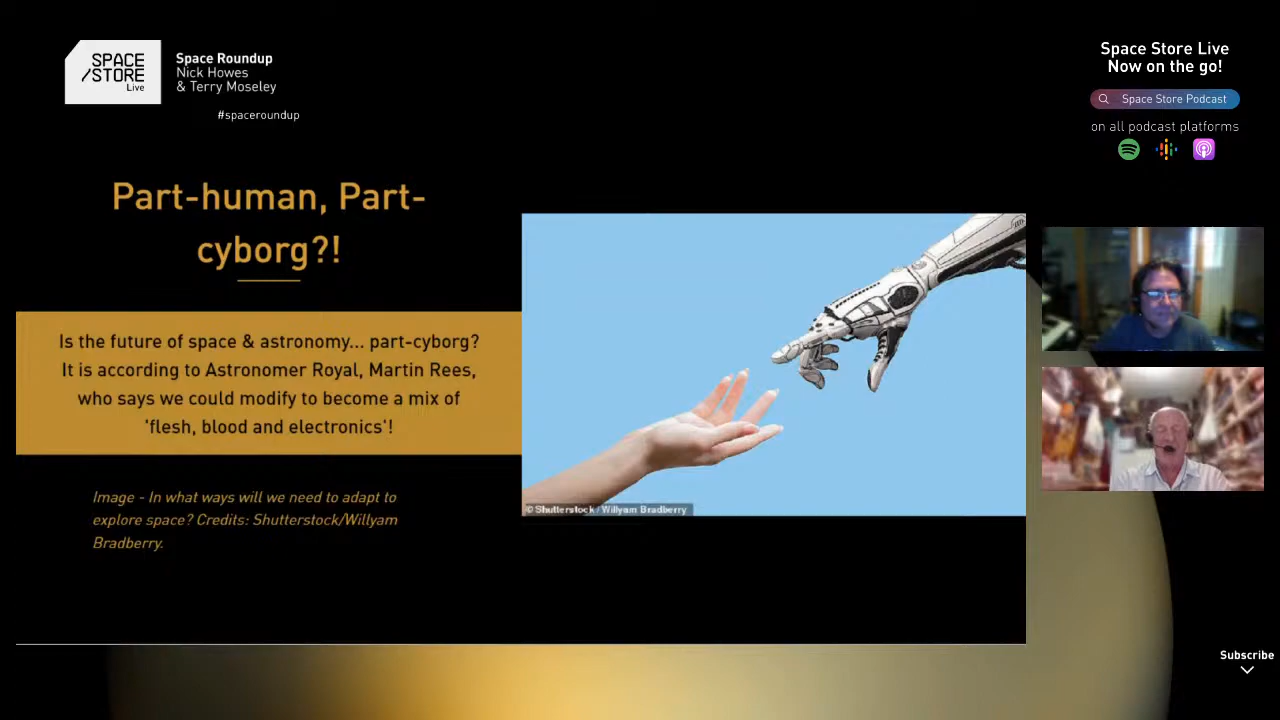 SPACE
/STORE
Live
Space Roundup
Nick Howes
& Terry Moseley
#spaceroundup
Space Store Live
Now on the go!
Space Store Podcast
on all podcast platforms
Part-human, Part-
cyborg?!
Is the future of space & astronomy... part-cyborg?
It is according to Astronomer Royal, Martin Rees,
who says we could modify to become a mix of
'flesh, blood and electronics'!
Image - In what ways will we need to adapt to
explore space? Credits: Shutterstock/Willyam
Bradberry.
© Shutterstock / Willyam Bradberry
Subscribe